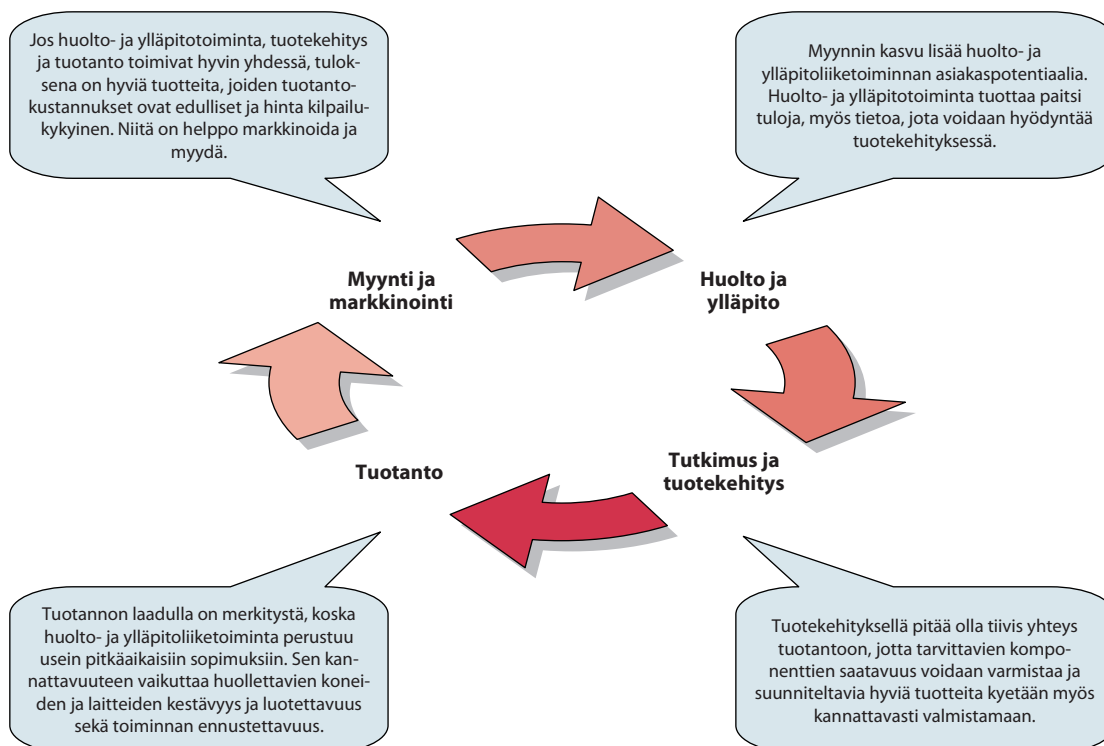 Jos huolto- ja ylläpitotoiminta, tuotekehitys
ja tuotanto toimivat hyvin yhdessä, tulok-
sena on hyviä tuotteita, joiden tuotanto-
kustannukset ovat edulliset ja hinta kilpailu-
kykyinen. Niitä on helppo markkinoida ja
myydä.
Myynnin kasvu lisää huolto- ja
ylläpitoliiketoiminnan asiakaspotentiaalia.
Huolto- ja ylläpitotoiminta tuottaa paitsi
tuloja, myös tietoa, jota voidaan hyödyntää
tuotekehityksessä.
Myynti ja
markkinointi
Huolto ja
ylläpito
Tuotanto
Tutkimus ja
tuotekehitys
Tuotannon laadulla on merkitystä, koska
huolto- ja ylläpitoliiketoiminta perustuu
usein pitkäaikaisiin sopimuksiin. Sen kan-
nattavuuteen vaikuttaa huollettavien konei-
den ja laitteiden kestävyys ja luotettavuus
sekä toiminnan ennustettavuus.
Tuotekehityksellä pitää olla tiivis yhteys
tuotantoon, jotta tarvittavien kompo-
nenttien saatavuus voidaan varmistaa ja
suunniteltavia hyviä tuotteita kyetään myös
kannattavasti valmistamaan.